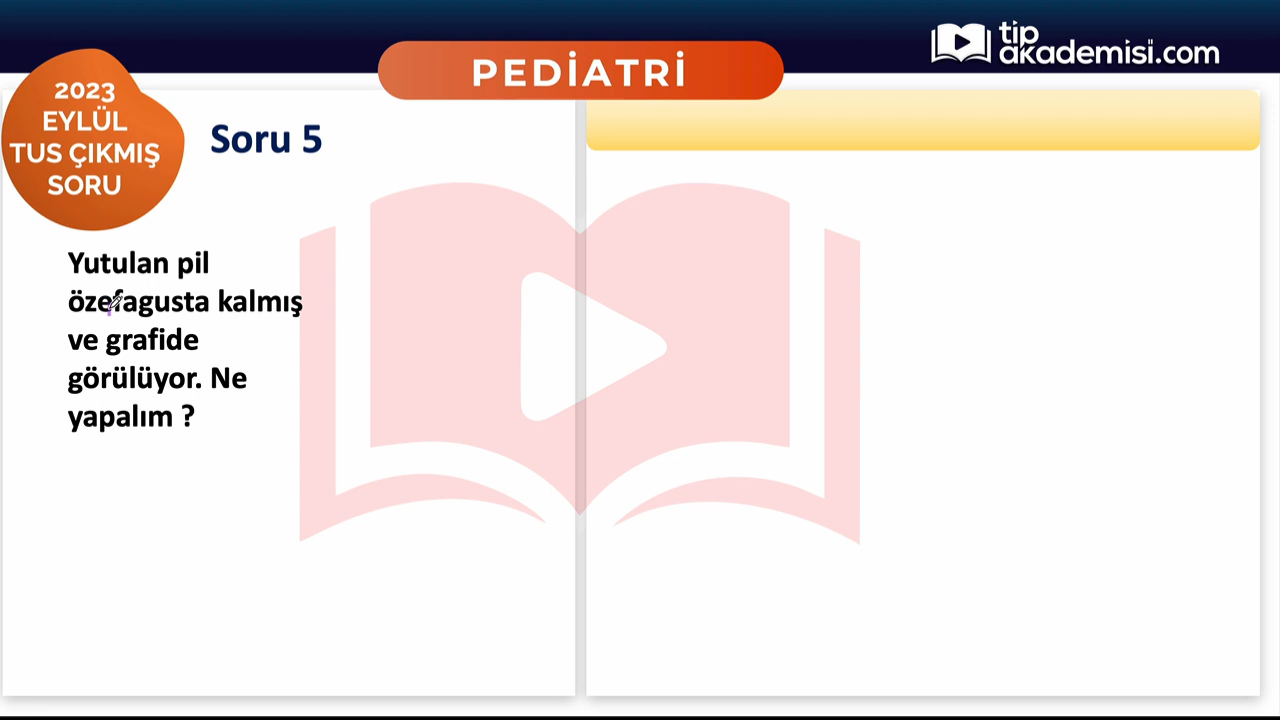 PEDİATRİ
tip
akademisi.com
2023
EYLÜL
TUS ÇIKMIŞ
SORU
Soru 5
Yutulan pil
özefagusta kalmış
ve grafide
görülüyor. Ne
yapalım ?